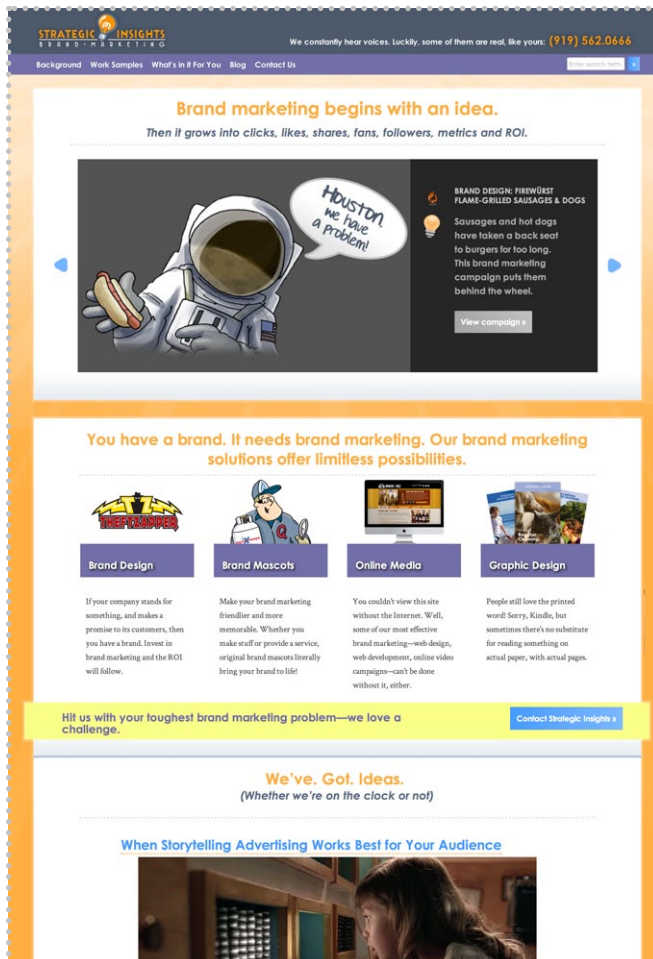 STRATEGIC INSIGHTS
BRAND • MARKETING
We constantly hear voices. Luckily, some of them are real, like yours: (919) 562.0666
Background Work Samples What's in it For You Blog Contact Us
Enter search term
Brand marketing begins with an idea.
Then it grows into clicks, likes, shares, fans, followers, metrics and ROI.
Houston,
we have
a problem!
BRAND DESIGN: FIREWÜRST
FLAME-GRILLED SAUSAGES & DOGS
Sausages and hot dogs
have taken a back seat
to burgers for too long.
This brand marketing
campaign puts them
behind the wheel.
View campaign »
You have a brand. It needs brand marketing. Our brand marketing
solutions offer limitless possibilities.
THEFTZAPPER
Q
Brand Design
Brand Mascots
Online Media
Graphic Design
If your company stands for
something, and makes a
promise to its customers, then
you have a brand. Invest in
brand marketing and the ROI
will follow.
Make your brand marketing
friendlier and more
memorable. Whether you
make stuff or provide a service,
original brand mascots literally
bring your brand to life!
You couldn't view this site
without the Internet. Well,
some of our most effective
brand marketing—web design,
web development, online video
campaigns—can't be done
without it, either.
People still love the printed
word! Sorry, Kindle, but
sometimes there's no substitute
for reading something on
actual paper, with actual pages.
Hit us with your toughest brand marketing problem—we love a
challenge.
Contact Strategic Insights »
We've. Got. Ideas.
(Whether we're on the clock or not)
When Storytelling Advertising Works Best for Your Audience